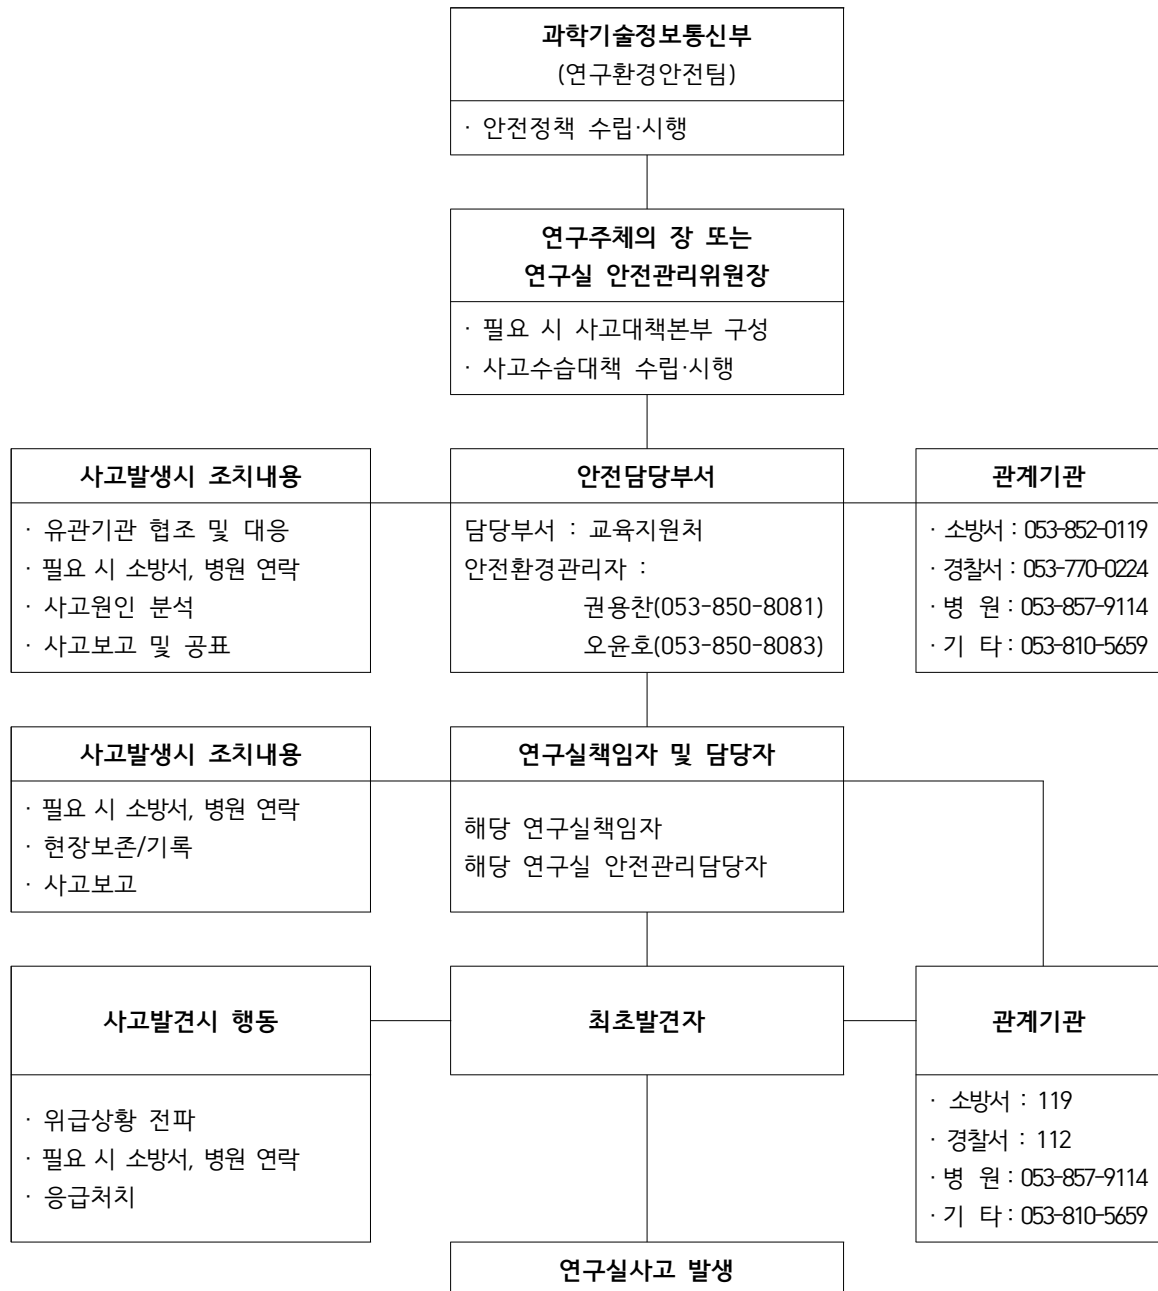 과학기술정보통신부
(연구환경안전팀)
· 안전정책 수립·시행
연구주체의 장 또는
연구실 안전관리위원장
· 필요 시 사고대책본부 구성
· 사고수습대책 수립·시행
사고발생시 조치내용
· 유관기관 협조 및 대응
· 필요 시 소방서, 병원 연락
· 사고원인 분석
· 사고보고 및 공표
안전담당부서
담당부서 : 교육지원처
안전환경관리자 :
권용찬(053-850-8081)
오윤호(053-850-8083)
관계기관
· 소방서 : 053-852-0119
· 경찰서 : 053-770-0224
· 병 원 : 053-857-9114
· 기 타 : 053-810-5659
사고발생시 조치내용
· 필요 시 소방서, 병원 연락
· 현장보존/기록
· 사고보고
연구실책임자 및 담당자
해당 연구실책임자
해당 연구실 안전관리담당자
사고발견시 행동
· 위급상황 전파
· 필요 시 소방서, 병원 연락
· 응급처치
최초발견자
관계기관
· 소방서 : 119
· 경찰서 : 112
· 병 원 : 053-857-9114
· 기 타 : 053-810-5659
연구실사고 발생